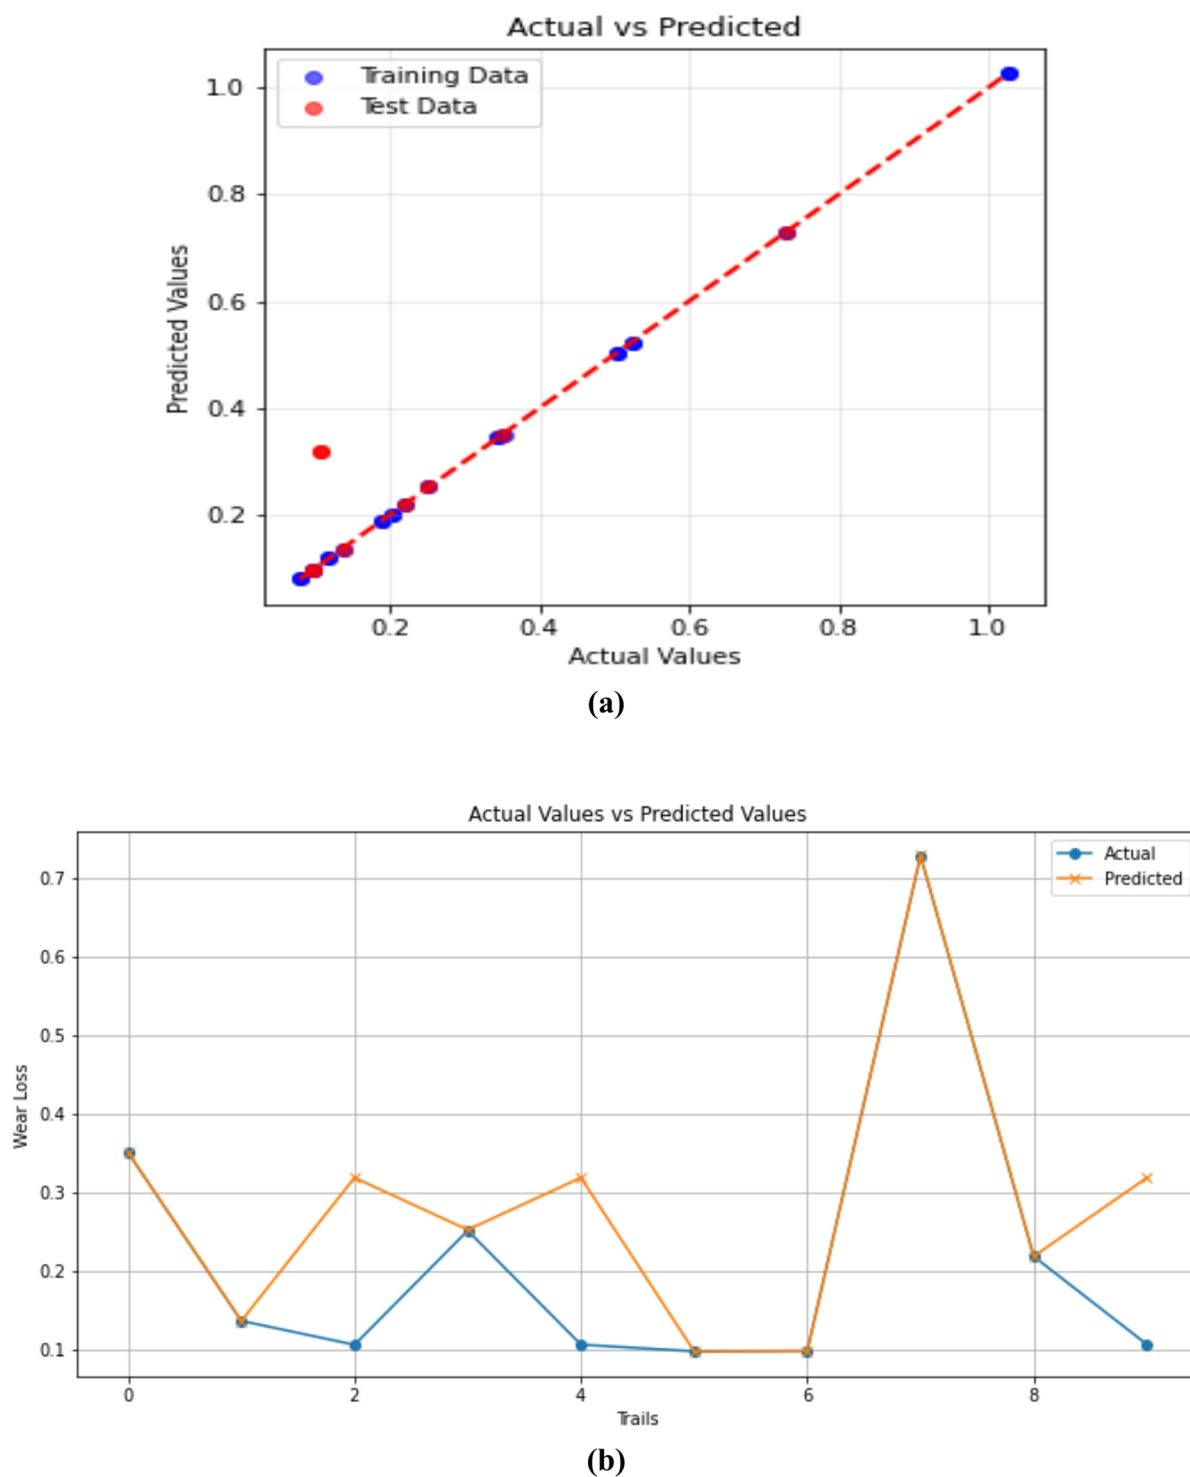 Actual vs Predicted
Training Data
Test Data
1.0
0.8
0.6
0.4
0.2
Predicted Values
0.2 0.4 0.6 0.8 1.0
Actual Values
(a)
Actual Values vs Predicted Values
Actual
Predicted
0.7
0.6
0.5
0.4
0.3
0.2
0.1
Wear Loss
0 2 4 6 8
Trails
(b)